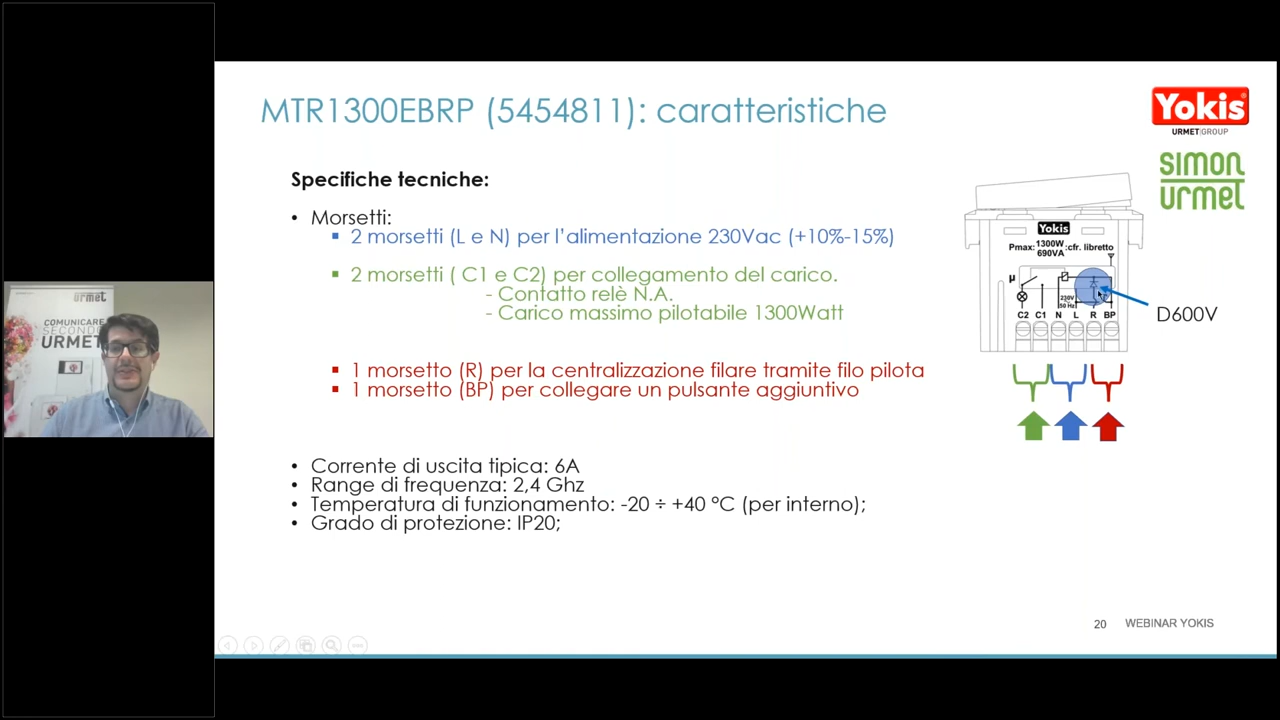 MTR1300EBRP (5454811): caratteristiche
Yokis
URMET GROUP
simon
urmet
Specifiche tecniche:
• Morsetti:
▪ 2 morsetti (L e N) per l'alimentazione 230Vac (+10%-15%)
▪ 2 morsetti ( C1 e C2) per collegamento del carico.
- Contatto relè N.A.
- Carico massimo pilotabile 1300Watt
▪ 1 morsetto (R) per la centralizzazione filare tramite filo pilota
▪ 1 morsetto (BP) per collegare un pulsante aggiuntivo
• Corrente di uscita tipica: 6A
• Range di frequenza: 2,4 Ghz
• Temperatura di funzionamento: -20 ÷ +40 °C (per interno);
• Grado di protezione: IP20;
Yokis
Pmax: 1300W :cfr. libretto
690VA
µ
230V
50 Hz
C2 C1 N L R BP
D600V
urmet
COMUNICARE
SECONDO
URMET
20 WEBINAR YOKIS